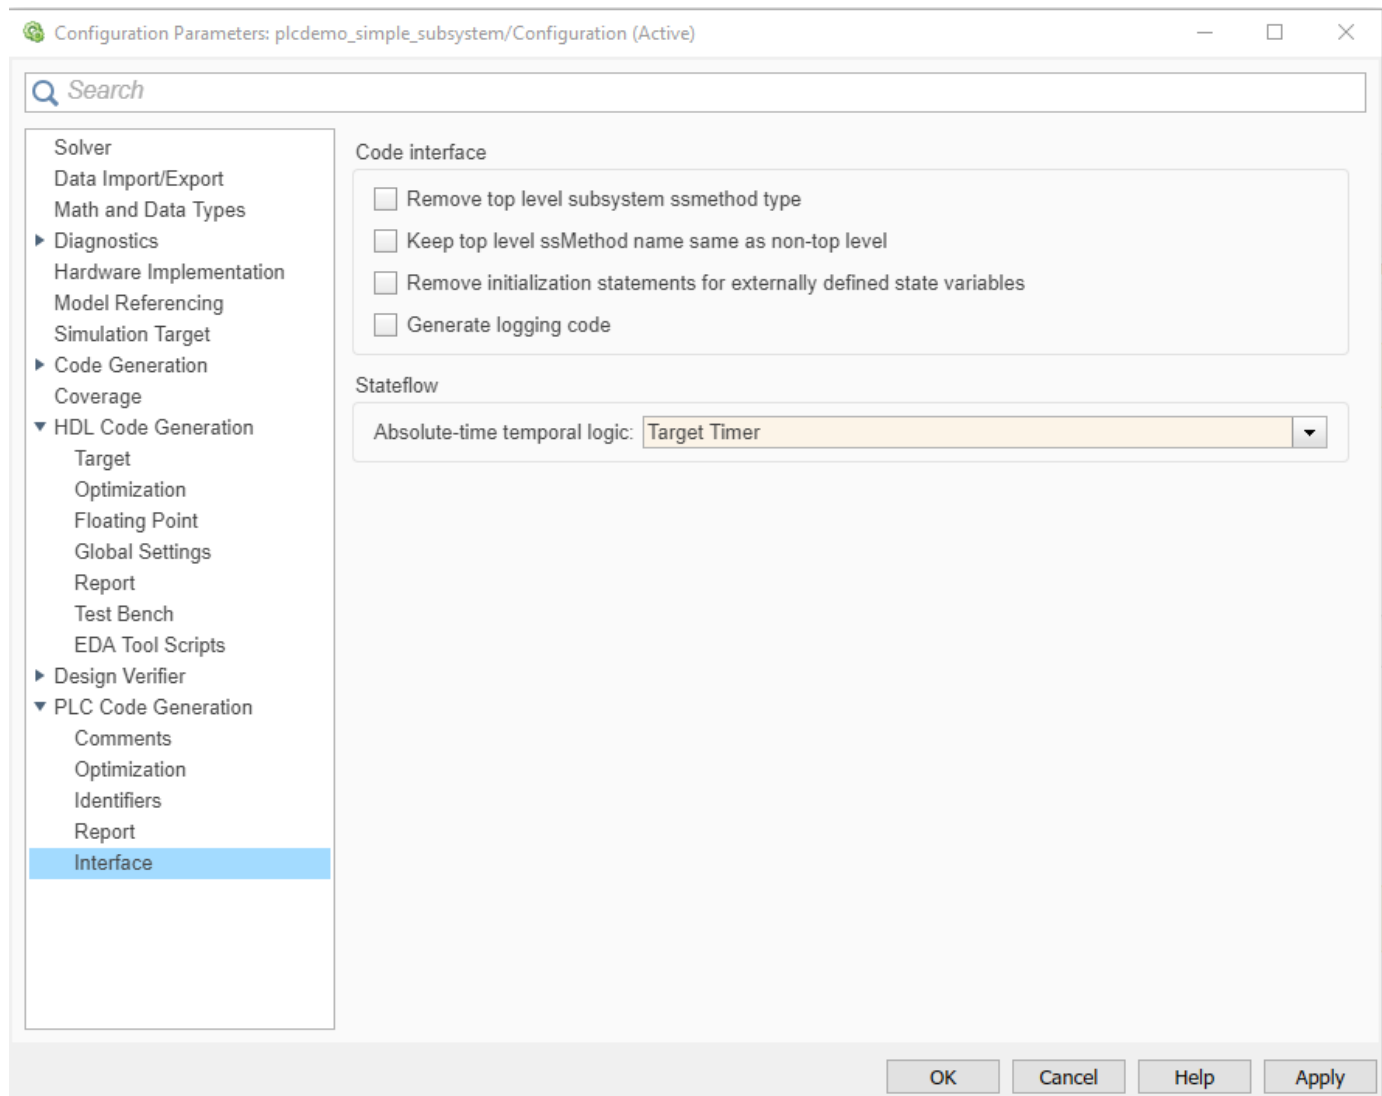 Configuration Parameters: plcdemo_simple_subsystem/Configuration (Active)
Search
Solver
Data Import/Export
Math and Data Types
Diagnostics
Hardware Implementation
Model Referencing
Simulation Target
Code Generation
Coverage
HDL Code Generation
Target
Optimization
Floating Point
Global Settings
Report
Test Bench
EDA Tool Scripts
Design Verifier
PLC Code Generation
Comments
Optimization
Identifiers
Report
Interface
Code interface
Remove top level subsystem ssmethod type
Keep top level ssMethod name same as non-top level
Remove initialization statements for externally defined state variables
Generate logging code
Stateflow
Absolute-time temporal logic: Target Timer
OK Cancel Help Apply